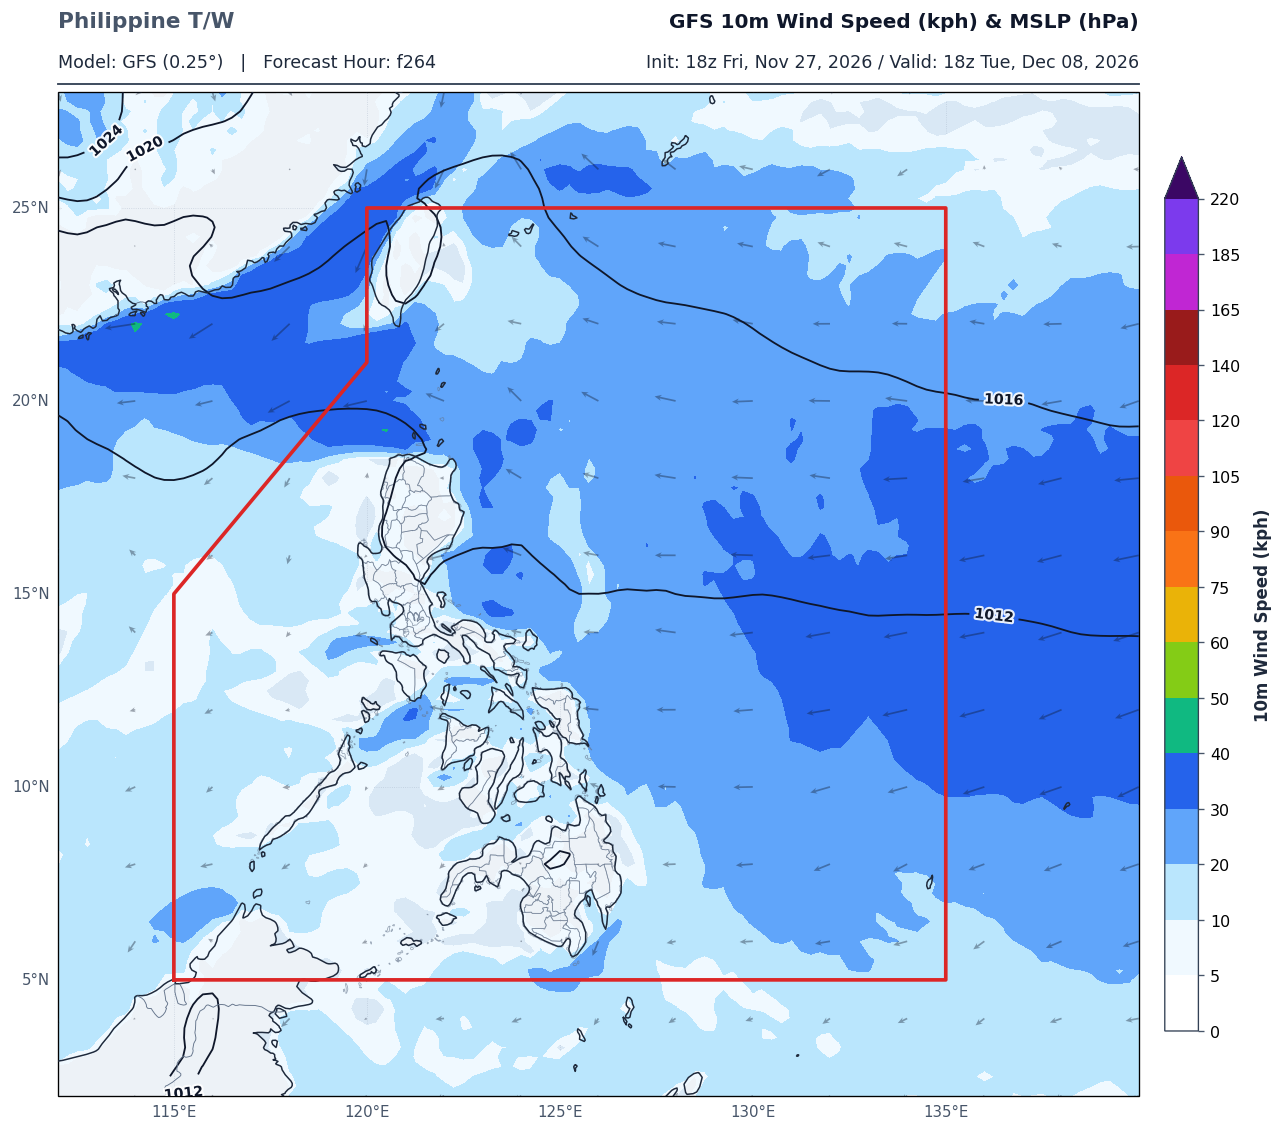 Philippine T/W
GFS 10m Wind Speed (kph) & MSLP (hPa)
Model: GFS (0.25°) | Forecast Hour: f264
Init: 18z Fri, Nov 27, 2026 / Valid: 18z Tue, Dec 08, 2026
1024
1020
1016
1012
1012
25°N
20°N
15°N
10°N
5°N
115°E
120°E
125°E
130°E
135°E
220
185
165
140
120
105
90
75
60
50
40
30
20
10
5
0
10m Wind Speed (kph)